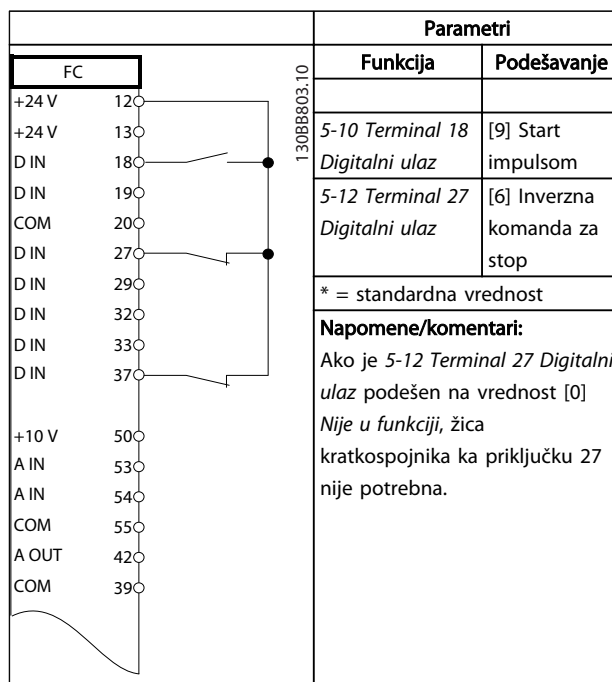 FC
+24 V 12
+24 V 13
D IN 18
D IN 19
COM 20
D IN 27
D IN 29
D IN 32
D IN 33
D IN 37
+10 V 50
A IN 53
A IN 54
COM 55
A OUT 42
COM 39
130BB803.10
Parametri
Funkcija Podešavanje
5-10 Terminal 18 [9] Start
Digitalni ulaz impulsom
5-12 Terminal 27 [6] Inverzna
Digitalni ulaz komanda za
stop
* = standardna vrednost
Napomene/komentari:
Ako je 5-12 Terminal 27 Digitalni
ulaz podešen na vrednost [0]
Nije u funkciji, žica
kratkospojnika ka priključku 27
nije potrebna.